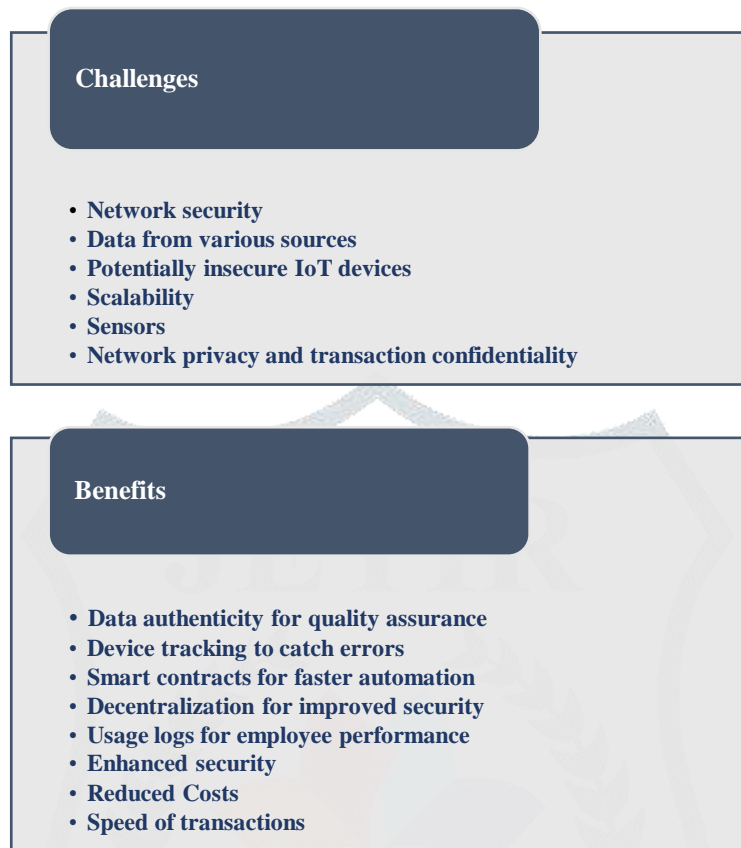 Challenges
• Network security
• Data from various sources
• Potentially insecure IoT devices
• Scalability
• Sensors
• Network privacy and transaction confidentiality
Benefits
JETIR
• Data authenticity for quality assurance
• Device tracking to catch errors
• Smart contracts for faster automation
• Decentralization for improved security
• Usage logs for employee performance
• Enhanced security
• Reduced Costs
• Speed of transactions